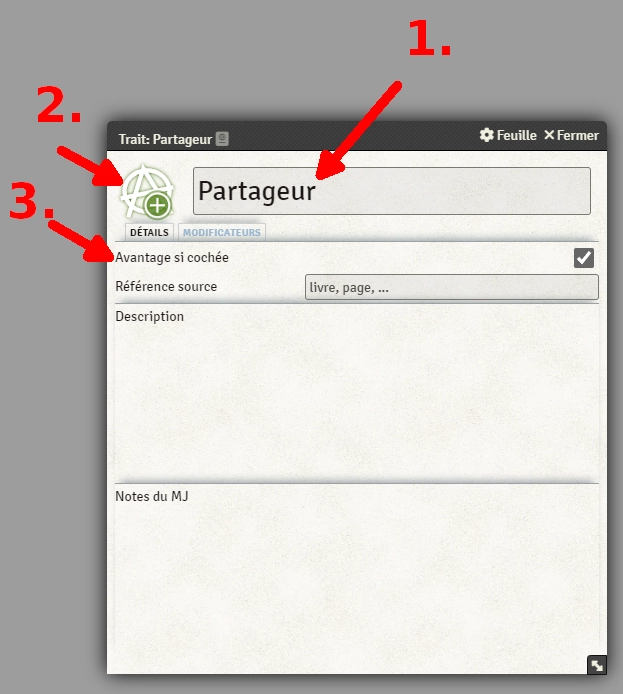 1.
2.
Trait: Partageur
Feuille Fermer
3.
Partageur
DÉTAILS MODIFICATEURS
Avantage si cochée
Référence source livre, page, ...
Description
Notes du MJ